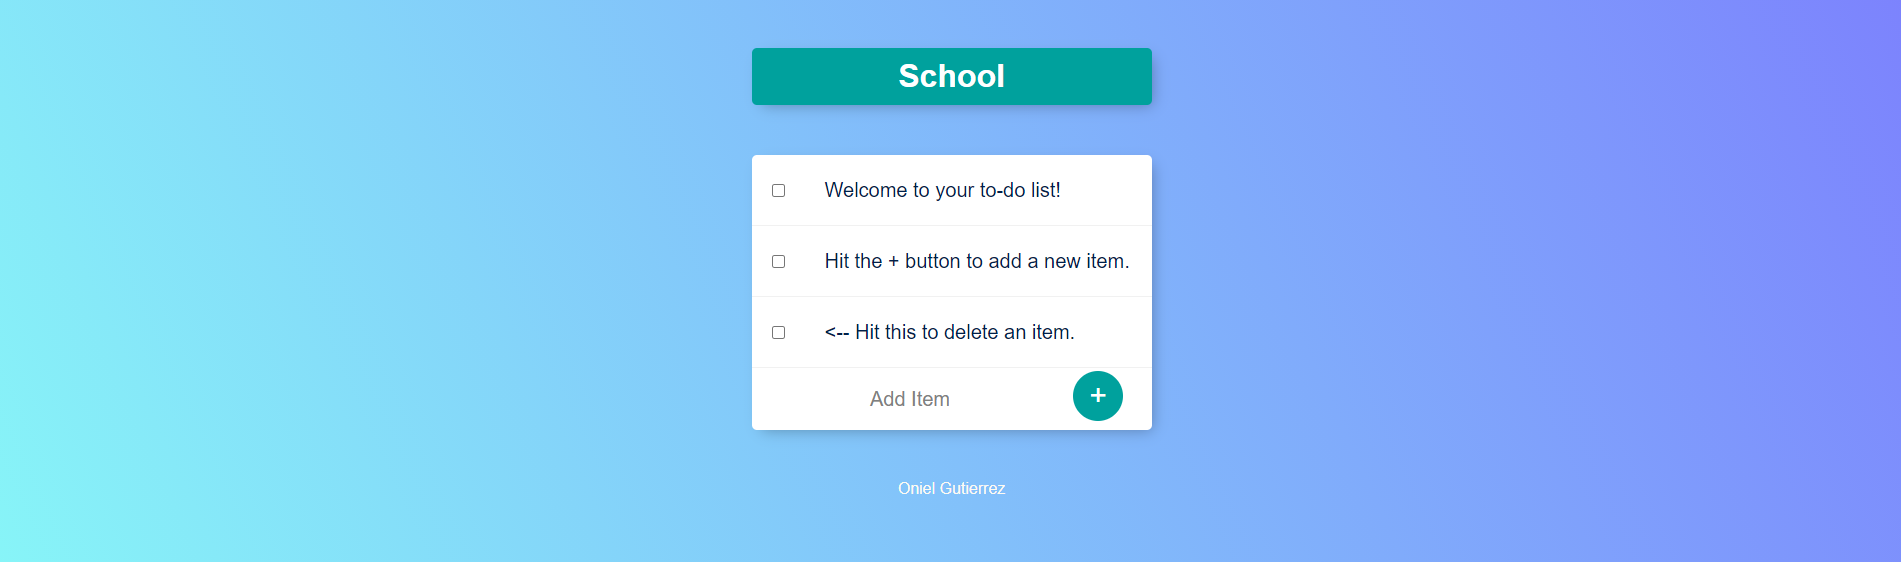 School
Welcome to your to-do list!
Hit the + button to add a new item.
<-- Hit this to delete an item.
Add Item
+
Oniel Gutierrez